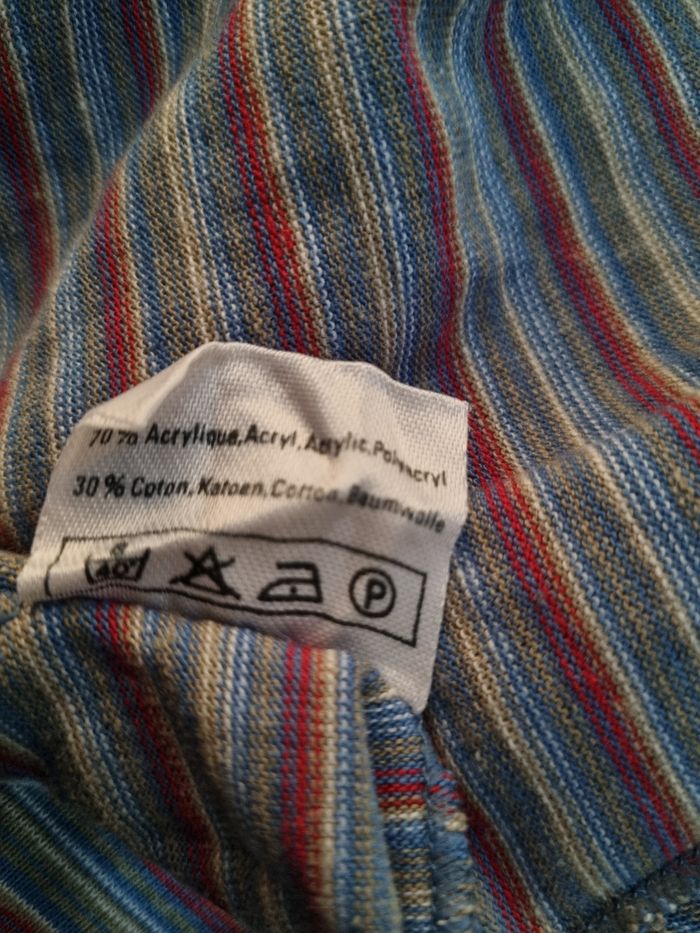 70 % Acrylique, Acryl, Acrylic, Polyacryl
30 % Coton, Katoen, Cotton, Baumwolle
40° P